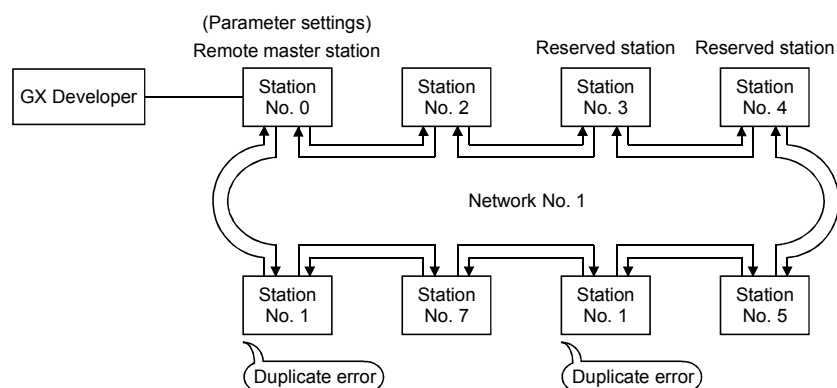 (Parameter settings)
Remote master station
Reserved station
Reserved station
GX Developer
Station
No. 0
Station
No. 2
Station
No. 3
Station
No. 4
Network No. 1
Station
No. 1
Station
No. 7
Station
No. 1
Station
No. 5
Duplicate error
Duplicate error